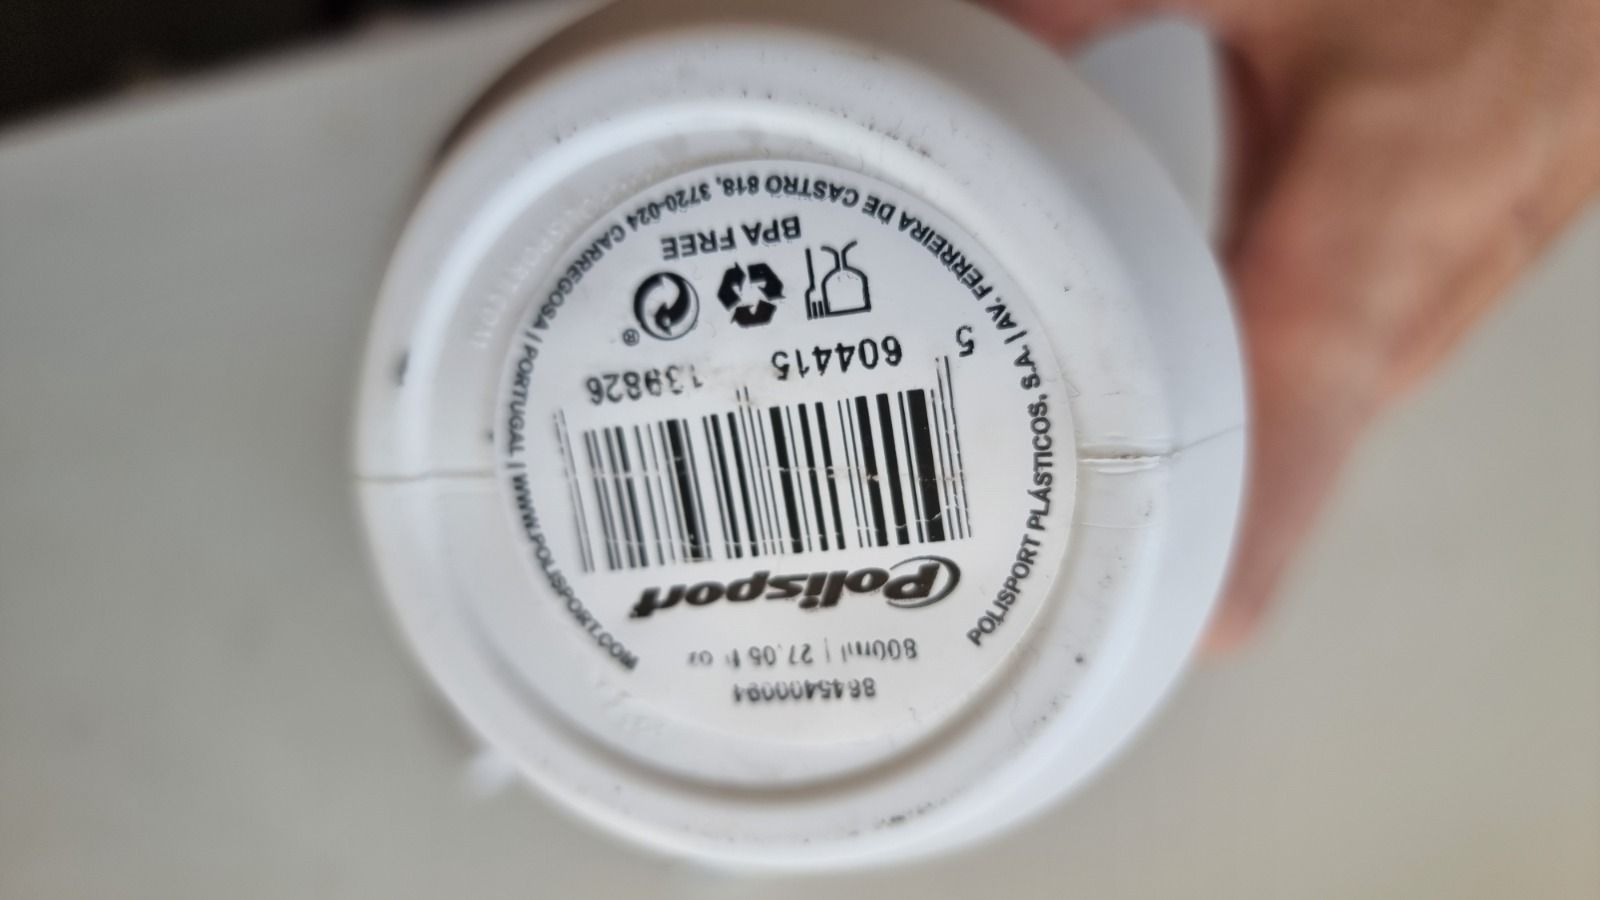 POLISPORT PLÁSTICOS, S.A. | AV. FERREIRA DE CASTRO 818, 3720-024 CARREGOSA | PORTUGAL | WWW.POLISPORT.COM
8645400094
800ml | 27.05 fl oz
Polisport
5 604415 139826
®
BPA FREE